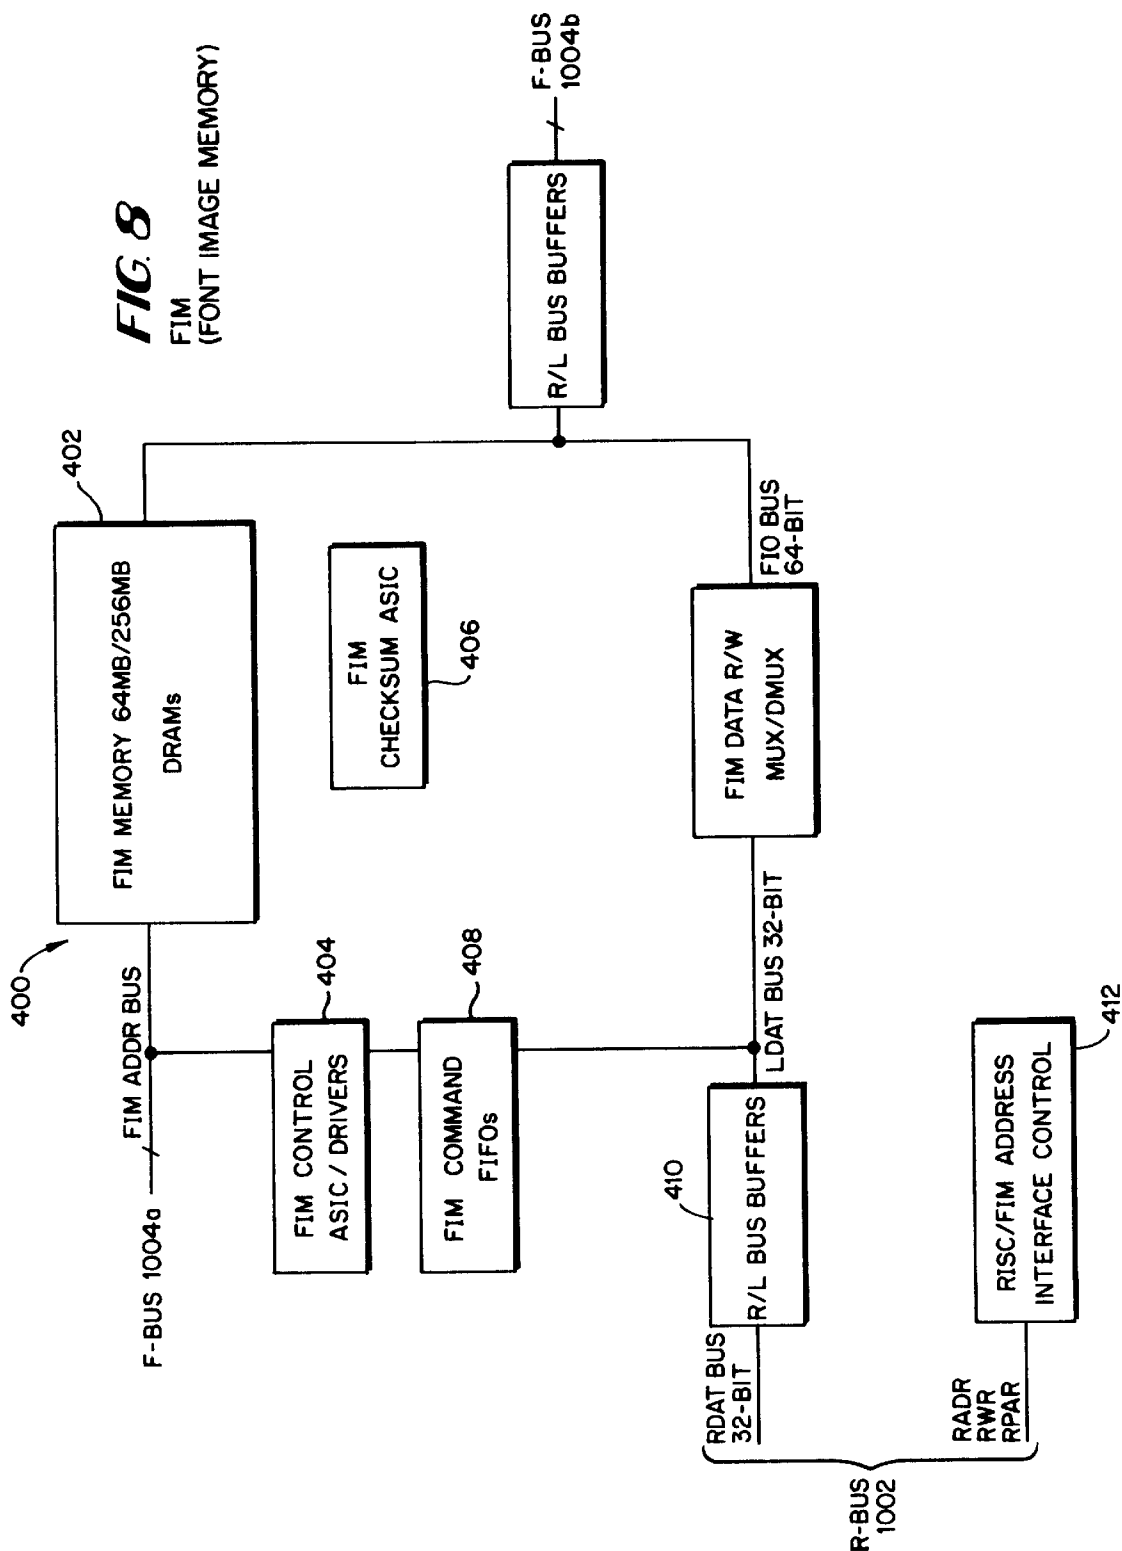 FIG. 8
FIM
(FONT IMAGE MEMORY)
400
402
FIM MEMORY 64MB/256MB
DRAMs
F-BUS 1004a
FIM ADDR BUS
404
FIM CONTROL
ASIC / DRIVERS
408
FIM COMMAND
FIFOs
FIM
CHECKSUM ASIC
406
R/L BUS BUFFERS
F-BUS
1004b
FIO BUS
64-BIT
FIM DATA R/W
MUX/DMUX
LDAT BUS 32-BIT
410
R/L BUS BUFFERS
RDAT BUS
32-BIT
RISC/FIM ADDRESS
INTERFACE CONTROL
412
RADR
RWR
RPAR
R-BUS
1002